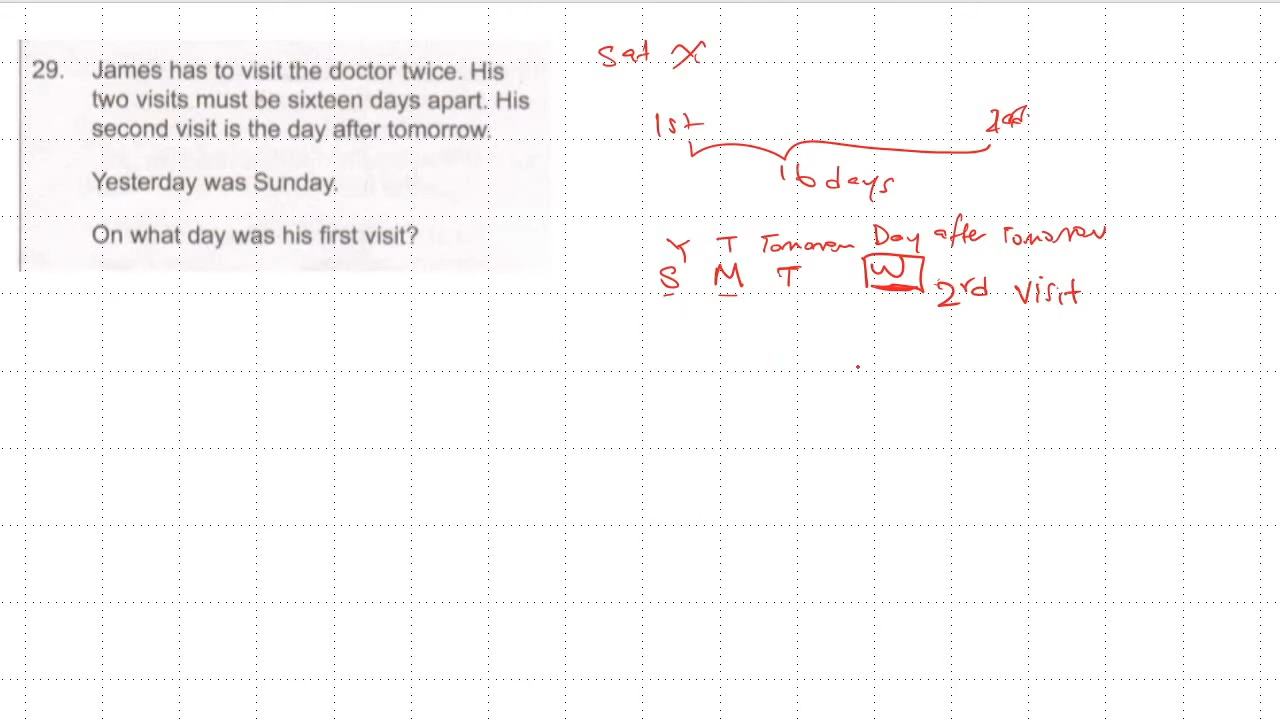 29. James has to visit the doctor twice. His
two visits must be sixteen days apart. His
second visit is the day after tomorrow.
Yesterday was Sunday.
On what day was his first visit?
Sat X
1st
16 days
Y T Tomorrow Day after Tomorrow
S M T W
2rd visit